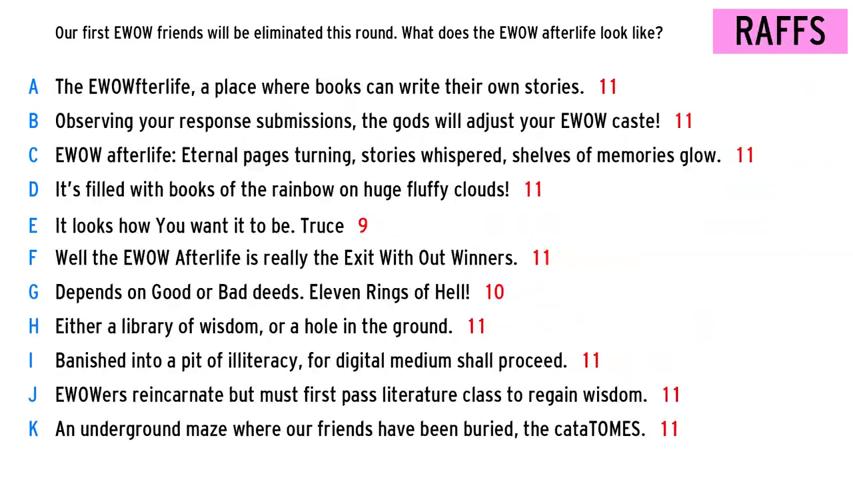 Our first EWOW friends will be eliminated this round. What does the EWOW afterlife look like?
RAFFS
A The EWOWfterlife, a place where books can write their own stories. 11
B Observing your response submissions, the gods will adjust your EWOW caste! 11
C EWOW afterlife: Eternal pages turning, stories whispered, shelves of memories glow. 11
D It's filled with books of the rainbow on huge fluffy clouds! 11
E It looks how You want it to be. Truce 9
F Well the EWOW Afterlife is really the Exit With Out Winners. 11
G Depends on Good or Bad deeds. Eleven Rings of Hell! 10
H Either a library of wisdom, or a hole in the ground. 11
I Banished into a pit of illiteracy, for digital medium shall proceed. 11
J EWOWers reincarnate but must first pass literature class to regain wisdom. 11
K An underground maze where our friends have been buried, the cataTOMES. 11